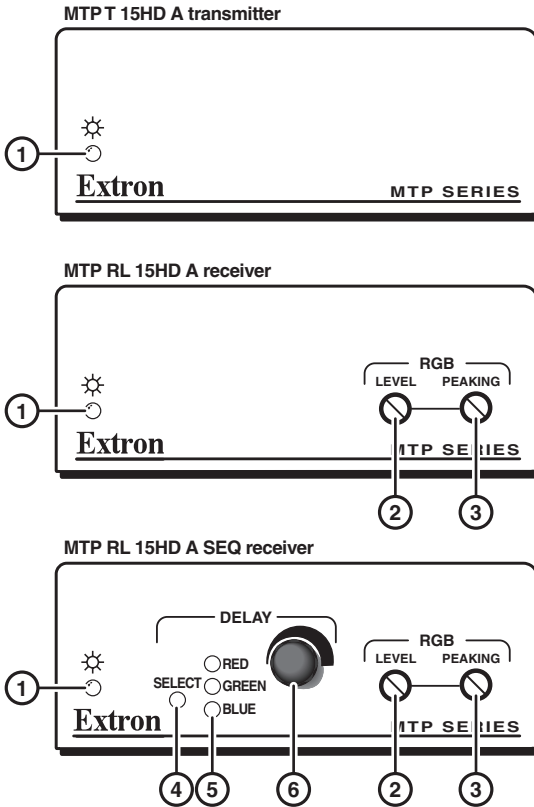 MTP T 15HD A transmitter
1
Extron
MTP SERIES
MTP RL 15HD A receiver
RGB
LEVEL PEAKING
1
Extron
MTP SERIES
2 3
MTP RL 15HD A SEQ receiver
DELAY
RGB
RED
LEVEL PEAKING
1
SELECT
GREEN
BLUE
Extron
MTP SERIES
4 5 6 2 3